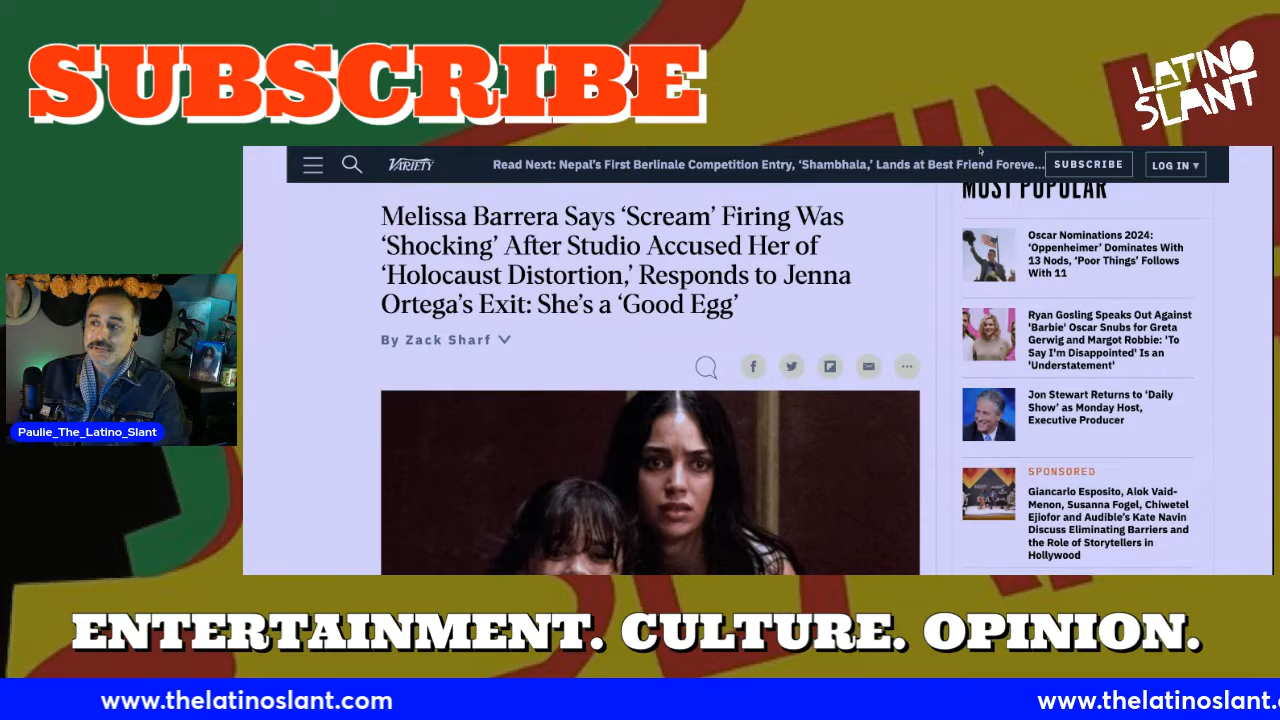 SUBSCRIBE
LATINO
SLANT
VARIETY
Read Next: Nepal's First Berlinale Competition Entry, 'Shambhala,' Lands at Best Friend Foreve...
SUBSCRIBE
LOG IN ▾
Melissa Barrera Says 'Scream' Firing Was
'Shocking' After Studio Accused Her of
'Holocaust Distortion,' Responds to Jenna
Ortega's Exit: She's a 'Good Egg'
By Zack Sharf
MOST POPULAR
Oscar Nominations 2024:
'Oppenheimer' Dominates With
13 Nods, 'Poor Things' Follows
With 11
Ryan Gosling Speaks Out Against
'Barbie' Oscar Snubs for Greta
Gerwig and Margot Robbie: 'To
Say I'm Disappointed' Is an
'Understatement'
Jon Stewart Returns to 'Daily
Show' as Monday Host,
Executive Producer
SPONSORED
Giancarlo Esposito, Alok Vaid-
Menon, Susanna Fogel, Chiwetel
Ejiofor and Audible's Kate Navin
Discuss Eliminating Barriers and
the Role of Storytellers in
Hollywood
Paulie_The_Latino_Slant
ENTERTAINMENT. CULTURE. OPINION.
www.thelatinoslant.com
www.thelatinoslant.c